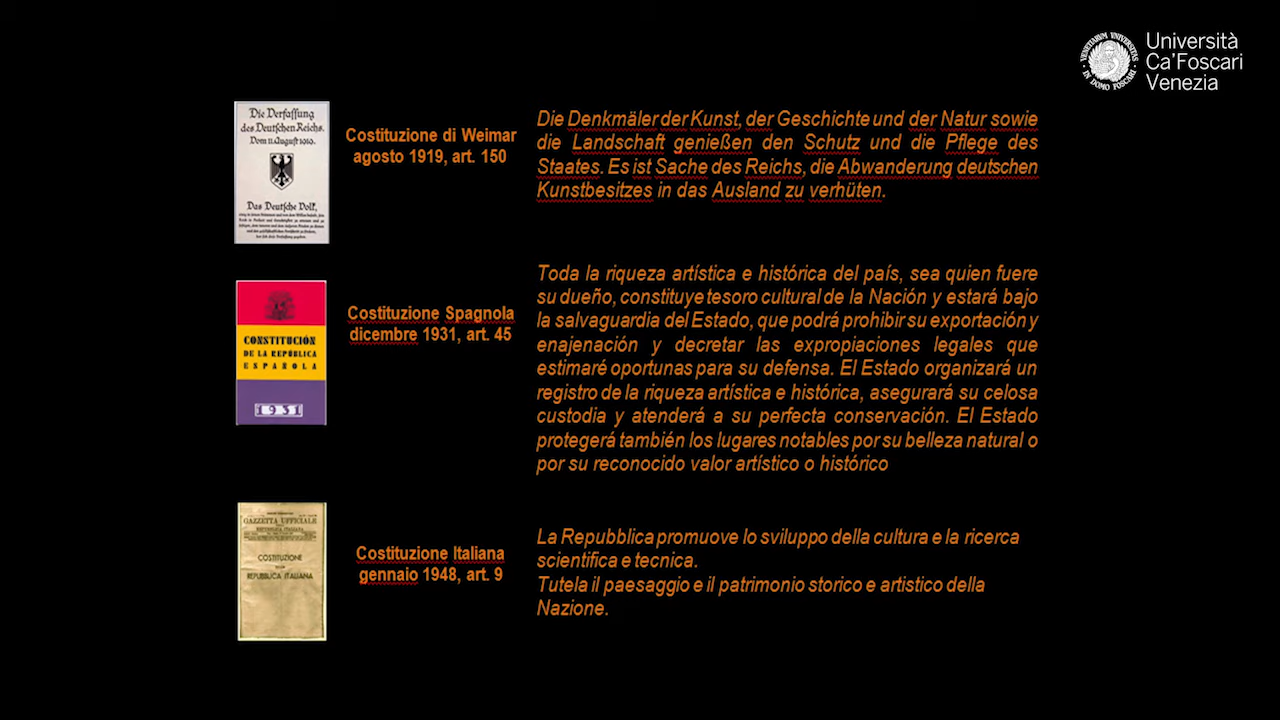 Università
Ca'Foscari
Venezia
VENETIARUM UNIVERSITAS
IN DOMO FOSCARI
Die Verfassung
des Deutschen Reichs.
Vom 11. August 1919.
Das Deutsche Volk,
Costituzione di Weimar
agosto 1919, art. 150
Die Denkmäler der Kunst, der Geschichte und der Natur sowie
die Landschaft genießen den Schutz und die Pflege des
Staates. Es ist Sache des Reichs, die Abwanderung deutschen
Kunstbesitzes in das Ausland zu verhüten.
CONSTITUCIÓN
DE LA REPÚBLICA
ESPAÑOLA
1931
Costituzione Spagnola
dicembre 1931, art. 45
Toda la riqueza artística e histórica del país, sea quien fuere
su dueño, constituye tesoro cultural de la Nación y estará bajo
la salvaguardia del Estado, que podrá prohibir su exportación y
enajenación y decretar las expropiaciones legales que
estimaré oportunas para su defensa. El Estado organizará un
registro de la riqueza artística e histórica, asegurará su celosa
custodia y atenderá a su perfecta conservación. El Estado
protegerá también los lugares notables por su belleza natural o
por su reconocido valor artístico o histórico
GAZZETTA UFFICIALE
REPUBBLICA ITALIANA
COSTITUZIONE
REPUBBLICA ITALIANA
Costituzione Italiana
gennaio 1948, art. 9
La Repubblica promuove lo sviluppo della cultura e la ricerca
scientifica e tecnica.
Tutela il paesaggio e il patrimonio storico e artistico della
Nazione.